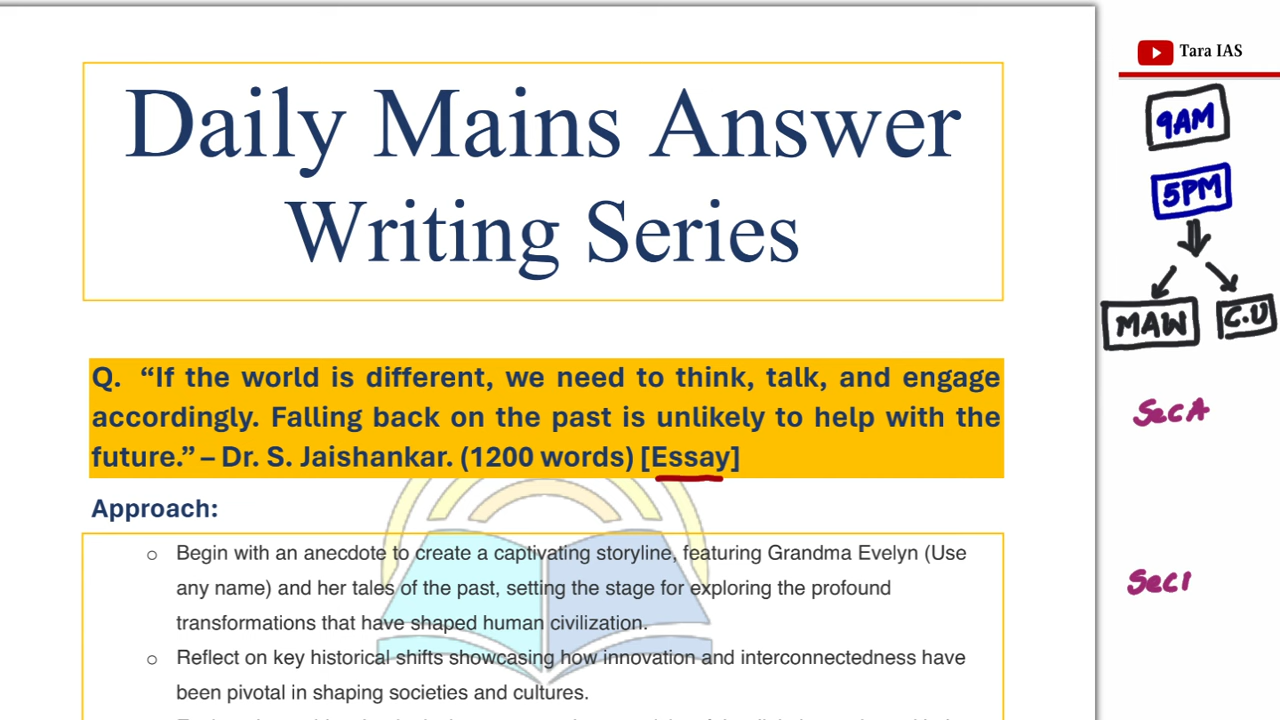 Daily Mains Answer
Writing Series
Q. “If the world is different, we need to think, talk, and engage
accordingly. Falling back on the past is unlikely to help with the
future.” – Dr. S. Jaishankar. (1200 words) [Essay]
Approach:
o Begin with an anecdote to create a captivating storyline, featuring Grandma Evelyn (Use
any name) and her tales of the past, setting the stage for exploring the profound
transformations that have shaped human civilization.
o Reflect on key historical shifts showcasing how innovation and interconnectedness have
been pivotal in shaping societies and cultures.
Tara IAS
9AM
5PM
MAW C.U
Sec A
Sec